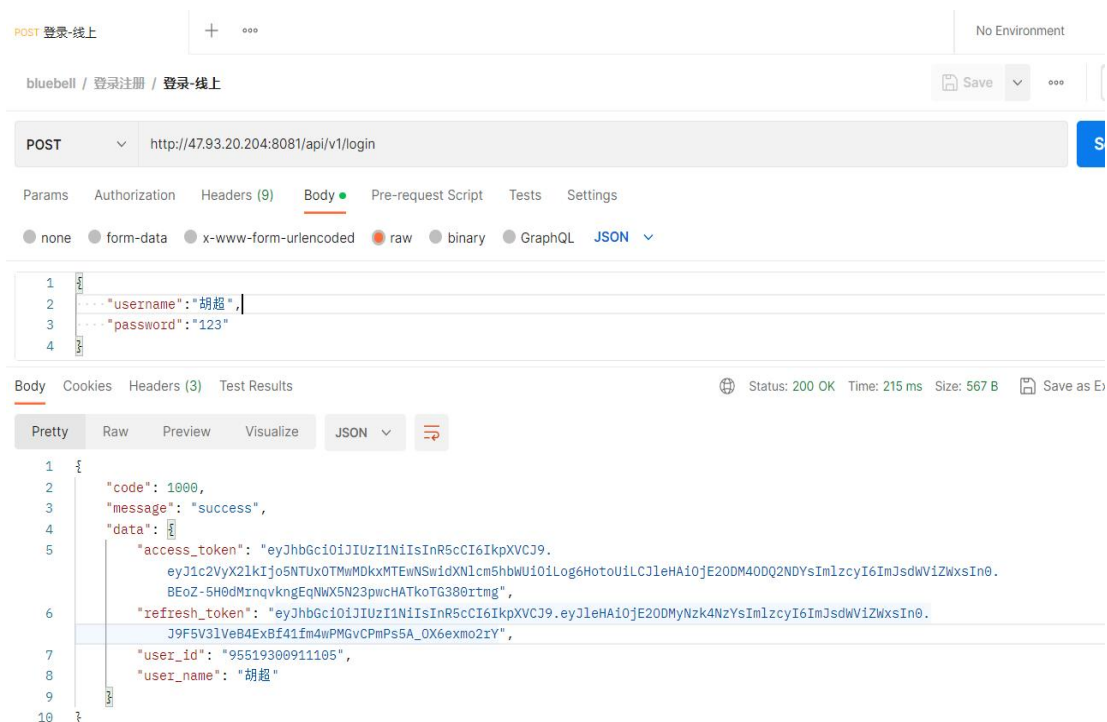 POST 登录-线上
No Environment
bluebell / 登录注册 / 登录-线上
Save
POST http://47.93.20.204:8081/api/v1/login
Params Authorization Headers (9) Body Pre-request Script Tests Settings
none form-data x-www-form-urlencoded raw binary GraphQL JSON
1 {
2 "username":"胡超",
3 "password":"123"
4 }
Body Cookies Headers (3) Test Results Status: 200 OK Time: 215 ms Size: 567 B Save as Ex
Pretty Raw Preview Visualize JSON
1 {
2 "code": 1000,
3 "message": "success",
4 "data": {
5 "access_token": "eyJhbGciOiJIUzI1NiIsInR5cCI6IkpXVCJ9.
eyJ1c2VyX2lkIjo5NTUxOTMwMDkxMTEwNSwidXNlcm5hbWUiOiLog6HotoUiLCJleHAiOjE2ODM4ODQ2NDYsImlzcyI6ImJsdWViZWxsIn0.
BEoZ-5H0dMrnqvkngEqNWX5N23pwcHATkoTG380rtmg",
6 "refresh_token": "eyJhbGciOiJIUzI1NiIsInR5cCI6IkpXVCJ9.eyJleHAiOjE2ODMyNzk4NzYsImlzcyI6ImJsdWViZWxsIn0.
J9F5V3lVeB4ExBf41fm4wPMGvCPmPs5A_OX6exmo2rY",
7 "user_id": "95519300911105",
8 "user_name": "胡超"
9 }
10 }